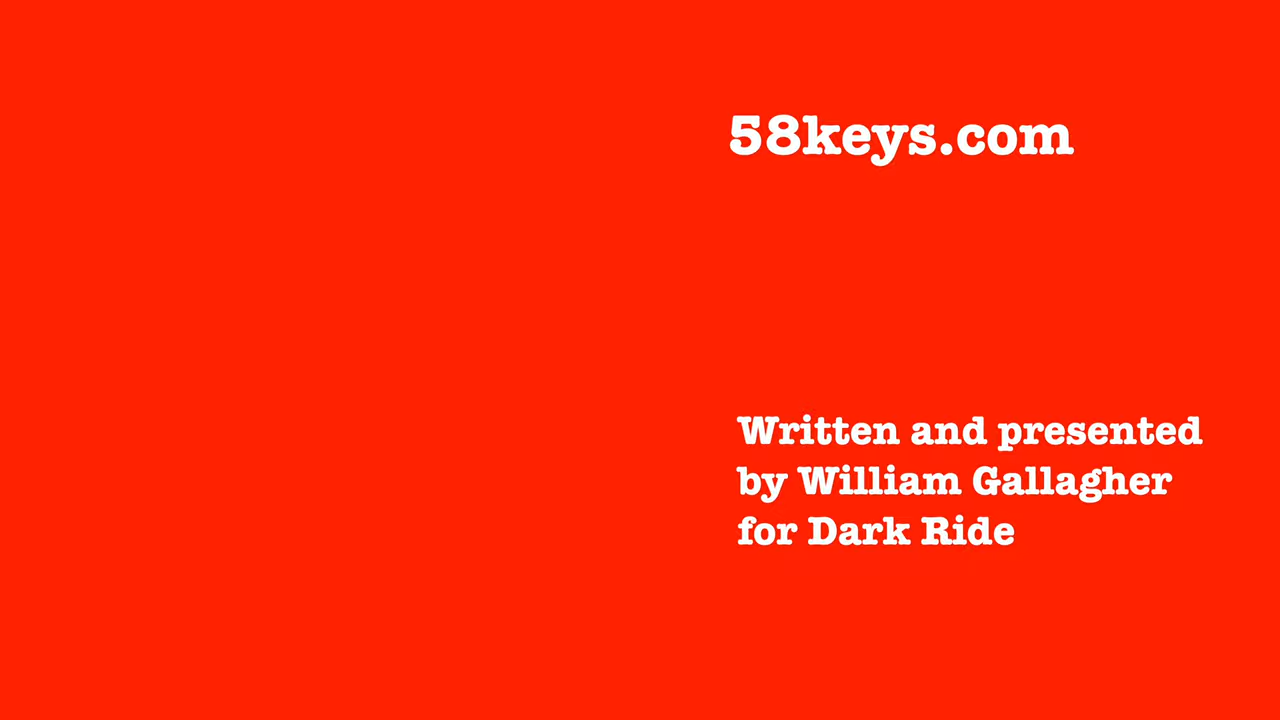 58keys.com
Written and presented
by William Gallagher
for Dark Ride